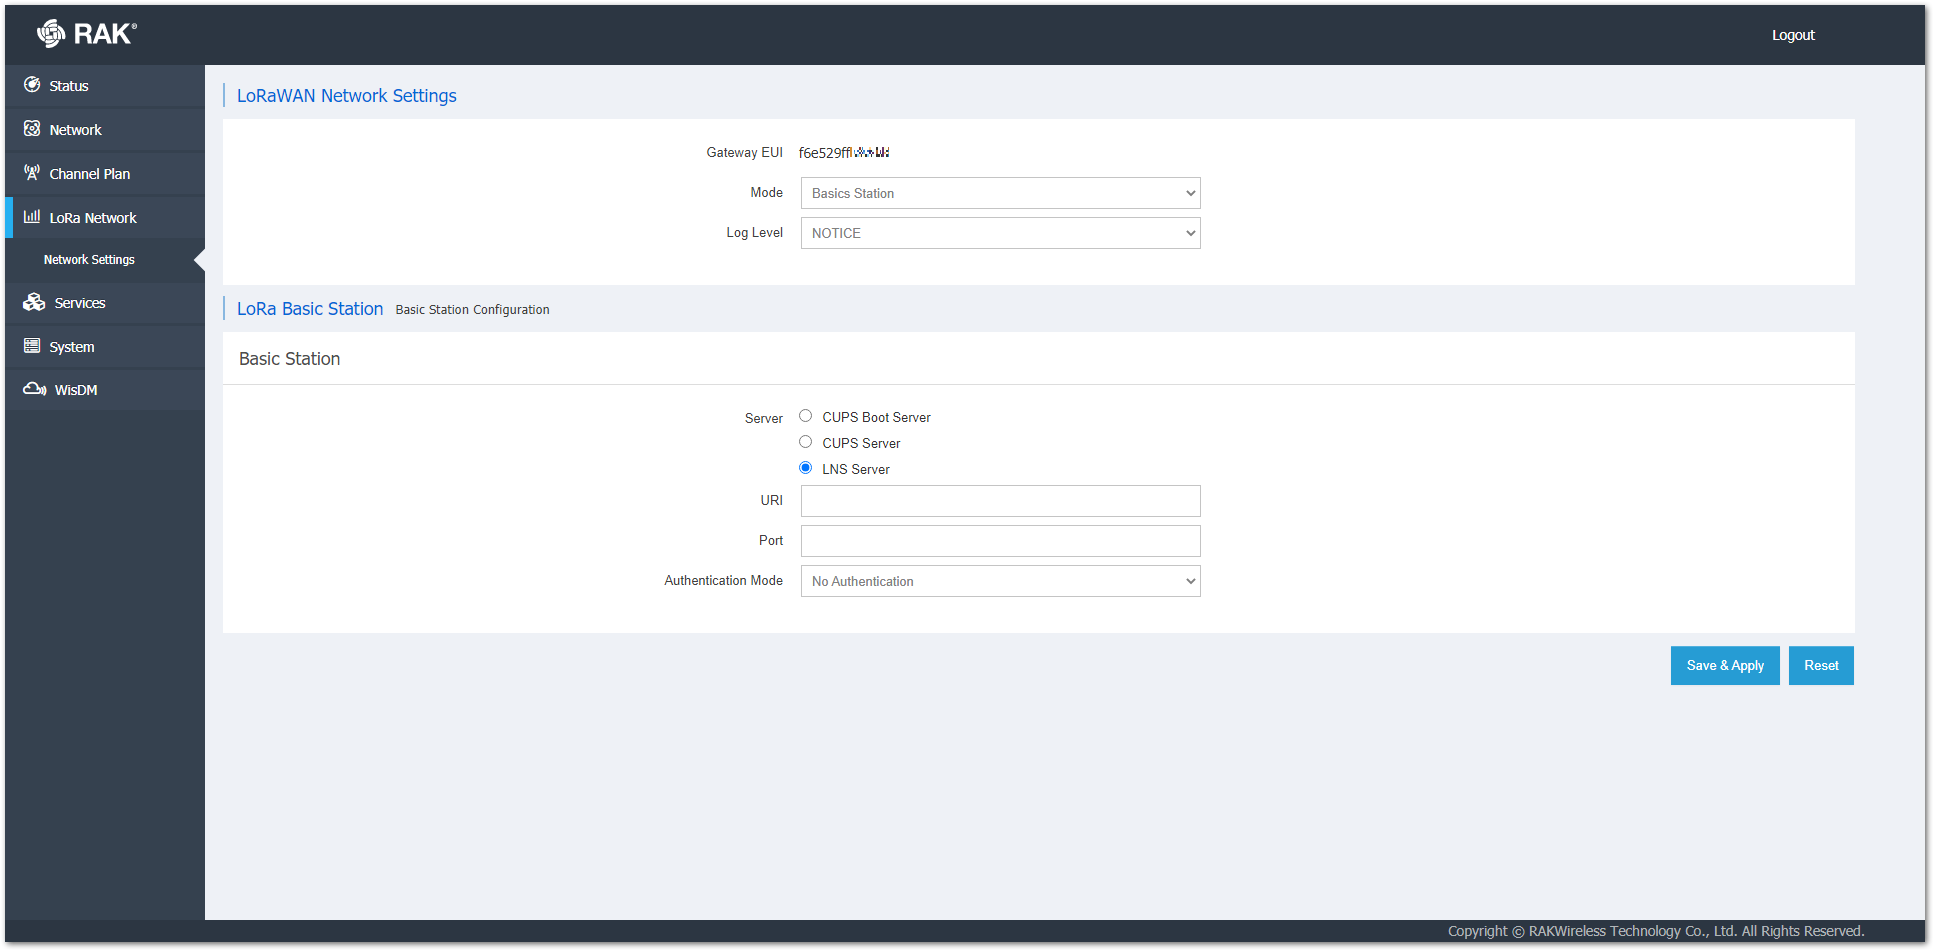 RAK®
Logout
Status
Network
Channel Plan
LoRa Network
Network Settings
Services
System
WisDM
LoRaWAN Network Settings
Gateway EUI f6e529ff
Mode Basics Station
Log Level NOTICE
LoRa Basic Station Basic Station Configuration
Basic Station
Server CUPS Boot Server
CUPS Server
LNS Server
URI
Port
Authentication Mode No Authentication
Save & Apply Reset
Copyright © RAKWireless Technology Co., Ltd. All Rights Reserved.